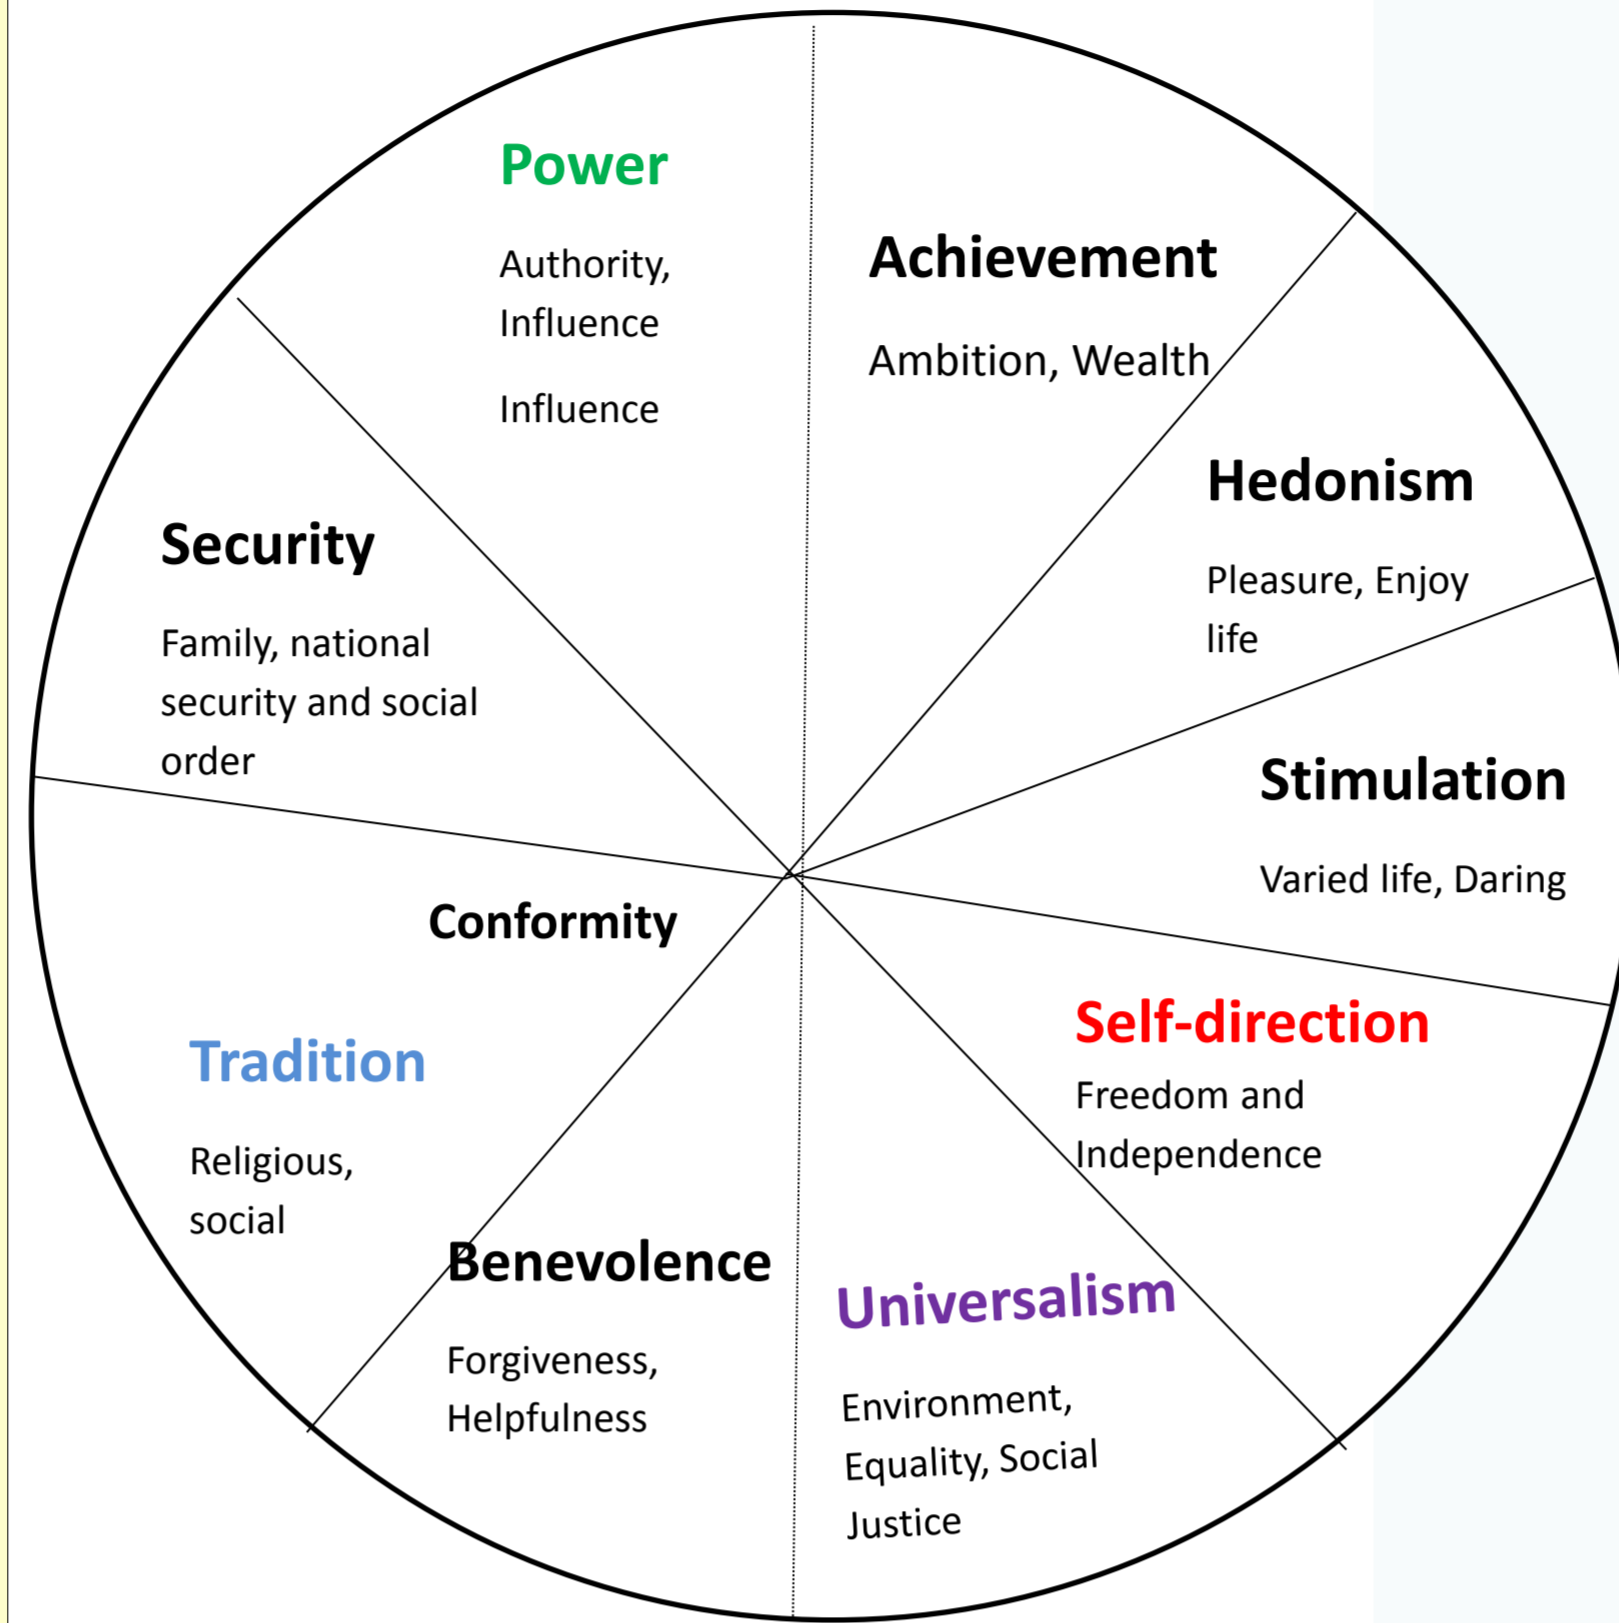 Power
Authority,
Influence
Influence
Achievement
Ambition, Wealth
Hedonism
Pleasure, Enjoy
life
Stimulation
Varied life, Daring
Self-direction
Freedom and
Independence
Universalism
Environment,
Equality, Social
Justice
Benevolence
Forgiveness,
Helpfulness
Conformity
Tradition
Religious,
social
Security
Family, national
security and social
order